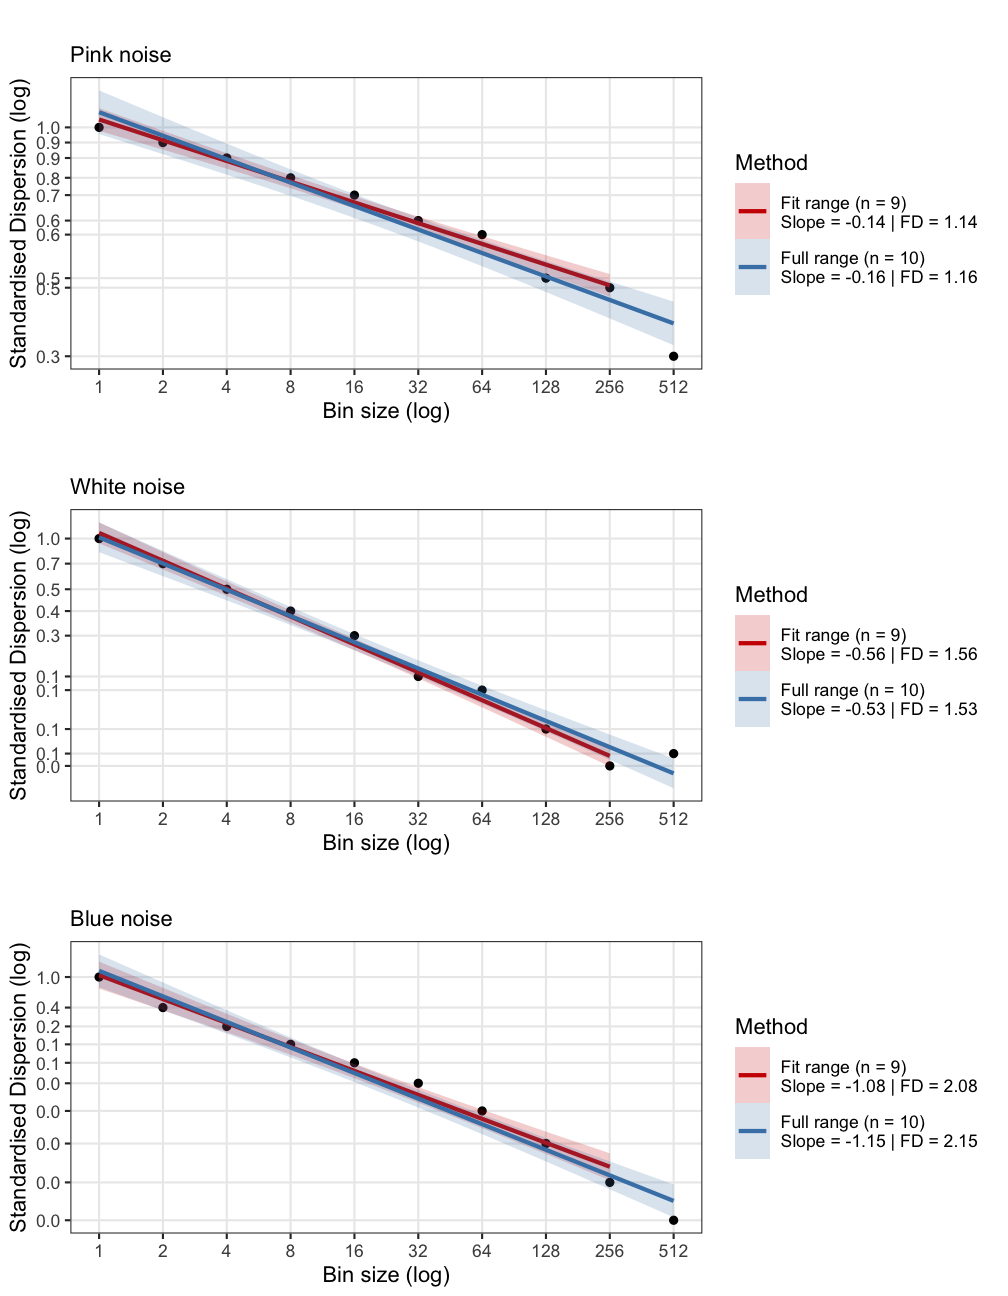 Pink noise
Standardised Dispersion (log)
1.0
0.9
0.9
0.8
0.7
0.6
0.6
0.5
0.5
0.3
1 2 4 8 16 32 64 128 256 512
Bin size (log)
Method
Fit range (n = 9)
Slope = -0.14 | FD = 1.14
Full range (n = 10)
Slope = -0.16 | FD = 1.16
White noise
Standardised Dispersion (log)
1.0
0.7
0.5
0.4
0.3
0.1
0.1
0.1
0.1
0.0
1 2 4 8 16 32 64 128 256 512
Bin size (log)
Method
Fit range (n = 9)
Slope = -0.56 | FD = 1.56
Full range (n = 10)
Slope = -0.53 | FD = 1.53
Blue noise
Standardised Dispersion (log)
1.0
0.4
0.2
0.1
0.1
0.0
0.0
0.0
0.0
0.0
1 2 4 8 16 32 64 128 256 512
Bin size (log)
Method
Fit range (n = 9)
Slope = -1.08 | FD = 2.08
Full range (n = 10)
Slope = -1.15 | FD = 2.15